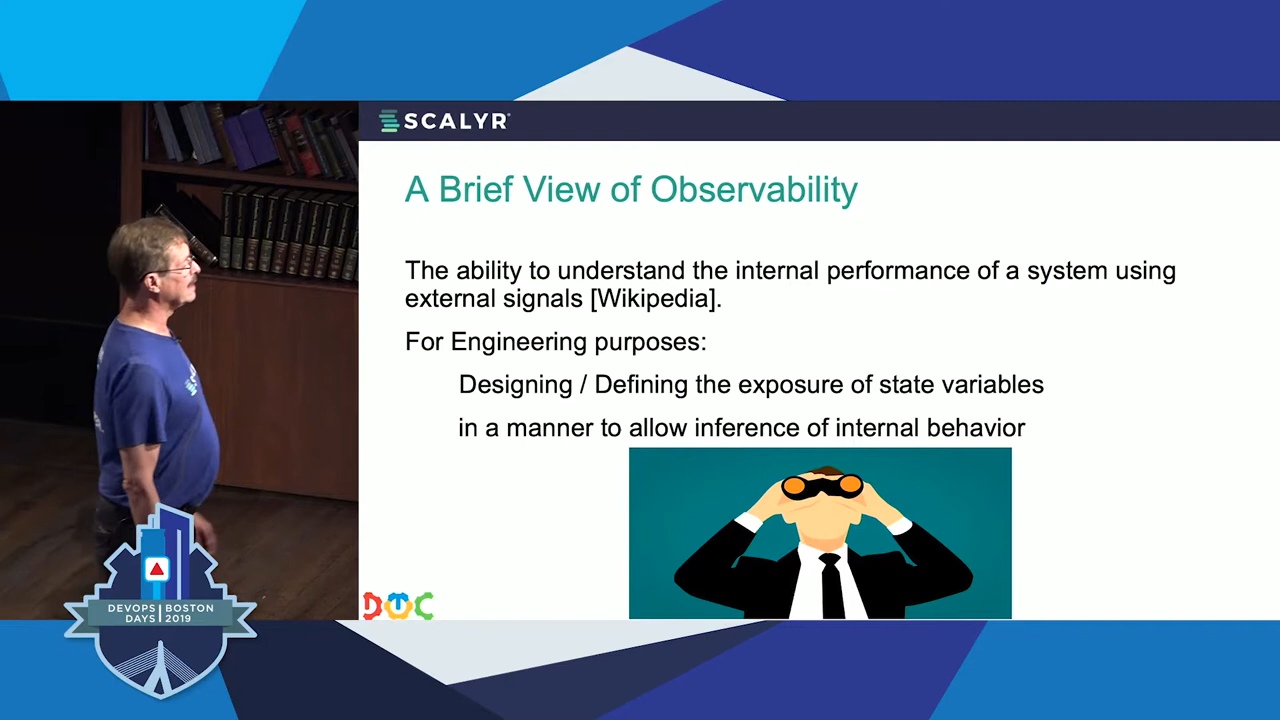 SCALYR
A Brief View of Observability
The ability to understand the internal performance of a system using
external signals [Wikipedia].
For Engineering purposes:
Designing / Defining the exposure of state variables
in a manner to allow inference of internal behavior
DEVOPS BOSTON
DAYS 2019